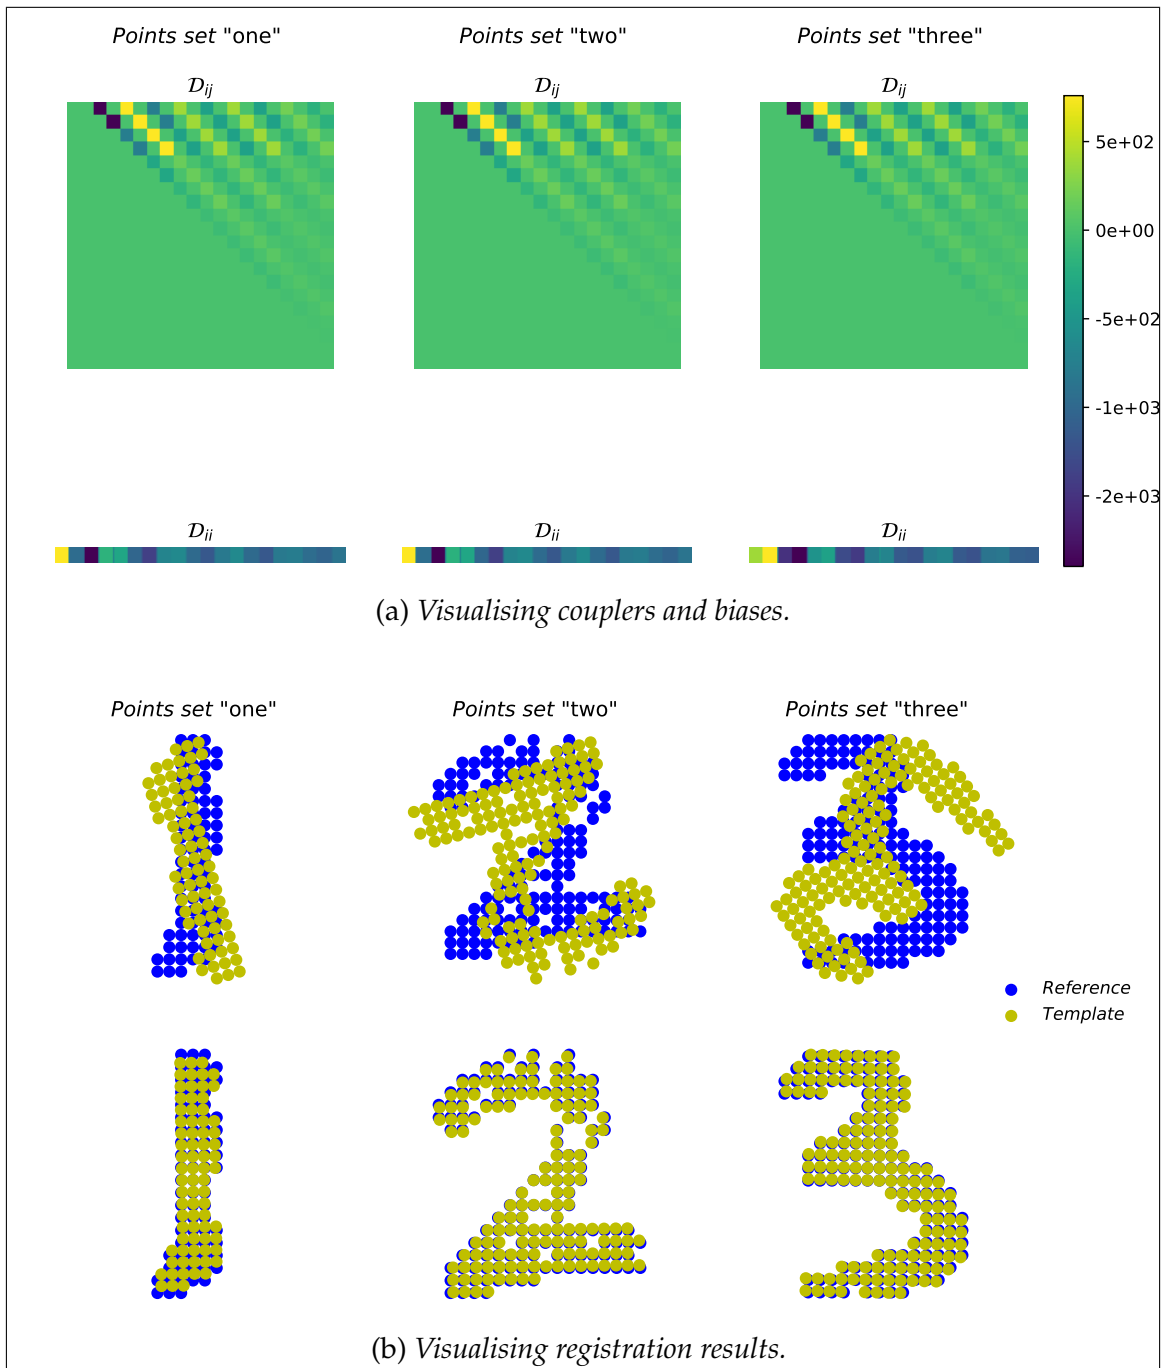 Points set "one" Points set "two" Points set "three"
𝒟ij 𝒟ij 𝒟ij
5e+02
0e+00
-5e+02
-1e+03
-2e+03
𝒟ii 𝒟ii 𝒟ii
(a) Visualising couplers and biases.
Points set "one" Points set "two" Points set "three"
Reference
Template
(b) Visualising registration results.